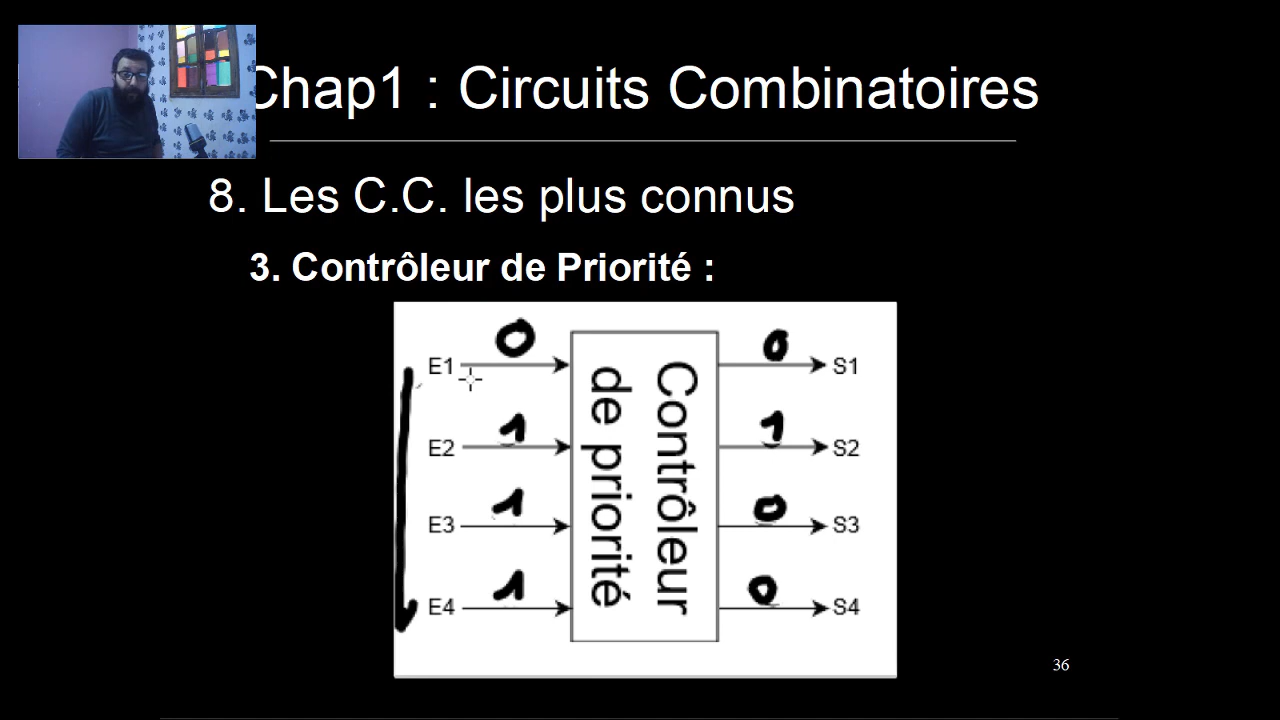 Chap1 : Circuits Combinatoires
8. Les C.C. les plus connus
3. Contrôleur de Priorité :
E1 0 0 S1
E2 1 1 S2
E3 1 0 S3
E4 1 0 S4
Contrôleur
de priorité
36